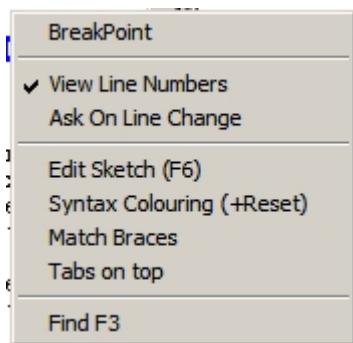 BreakPoint
View Line Numbers
Ask On Line Change
Edit Sketch (F6)
Syntax Colouring (+Reset)
Match Braces
Tabs on top
Find F3